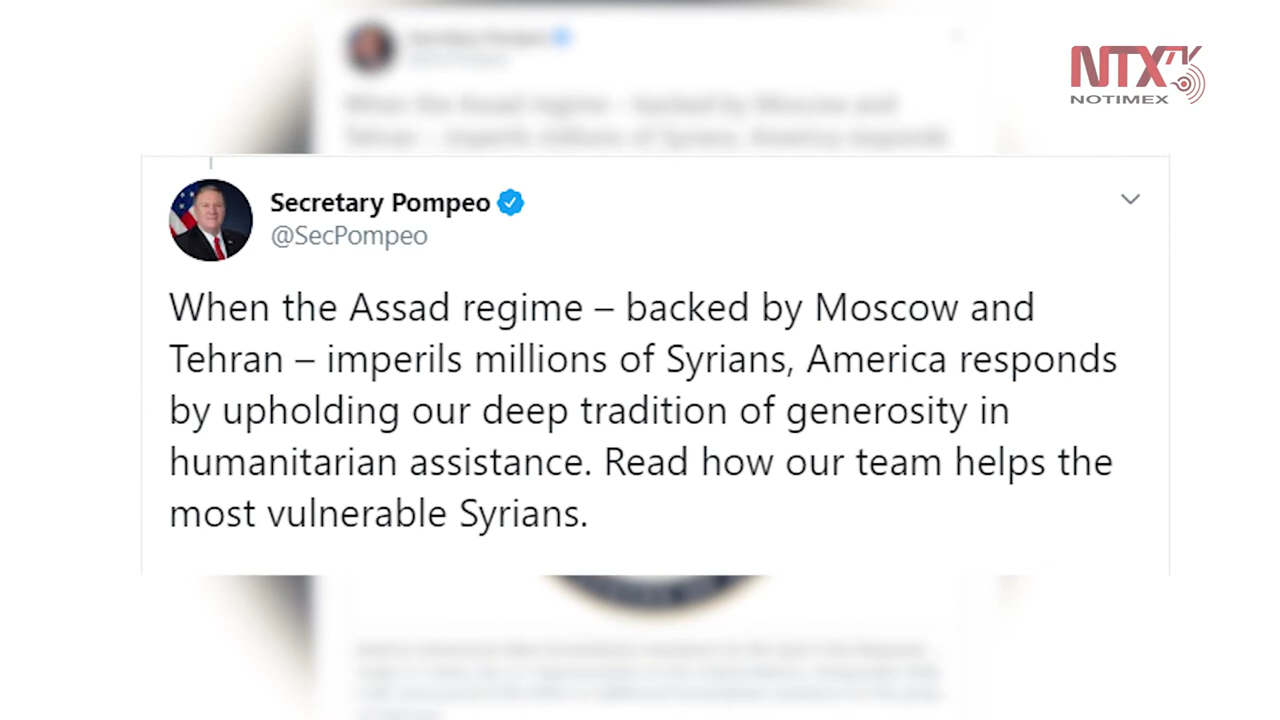 NTX
NOTIMEX
Secretary Pompeo
@SecPompeo
When the Assad regime – backed by Moscow and
Tehran – imperils millions of Syrians, America responds
by upholding our deep tradition of generosity in
humanitarian assistance. Read how our team helps the
most vulnerable Syrians.